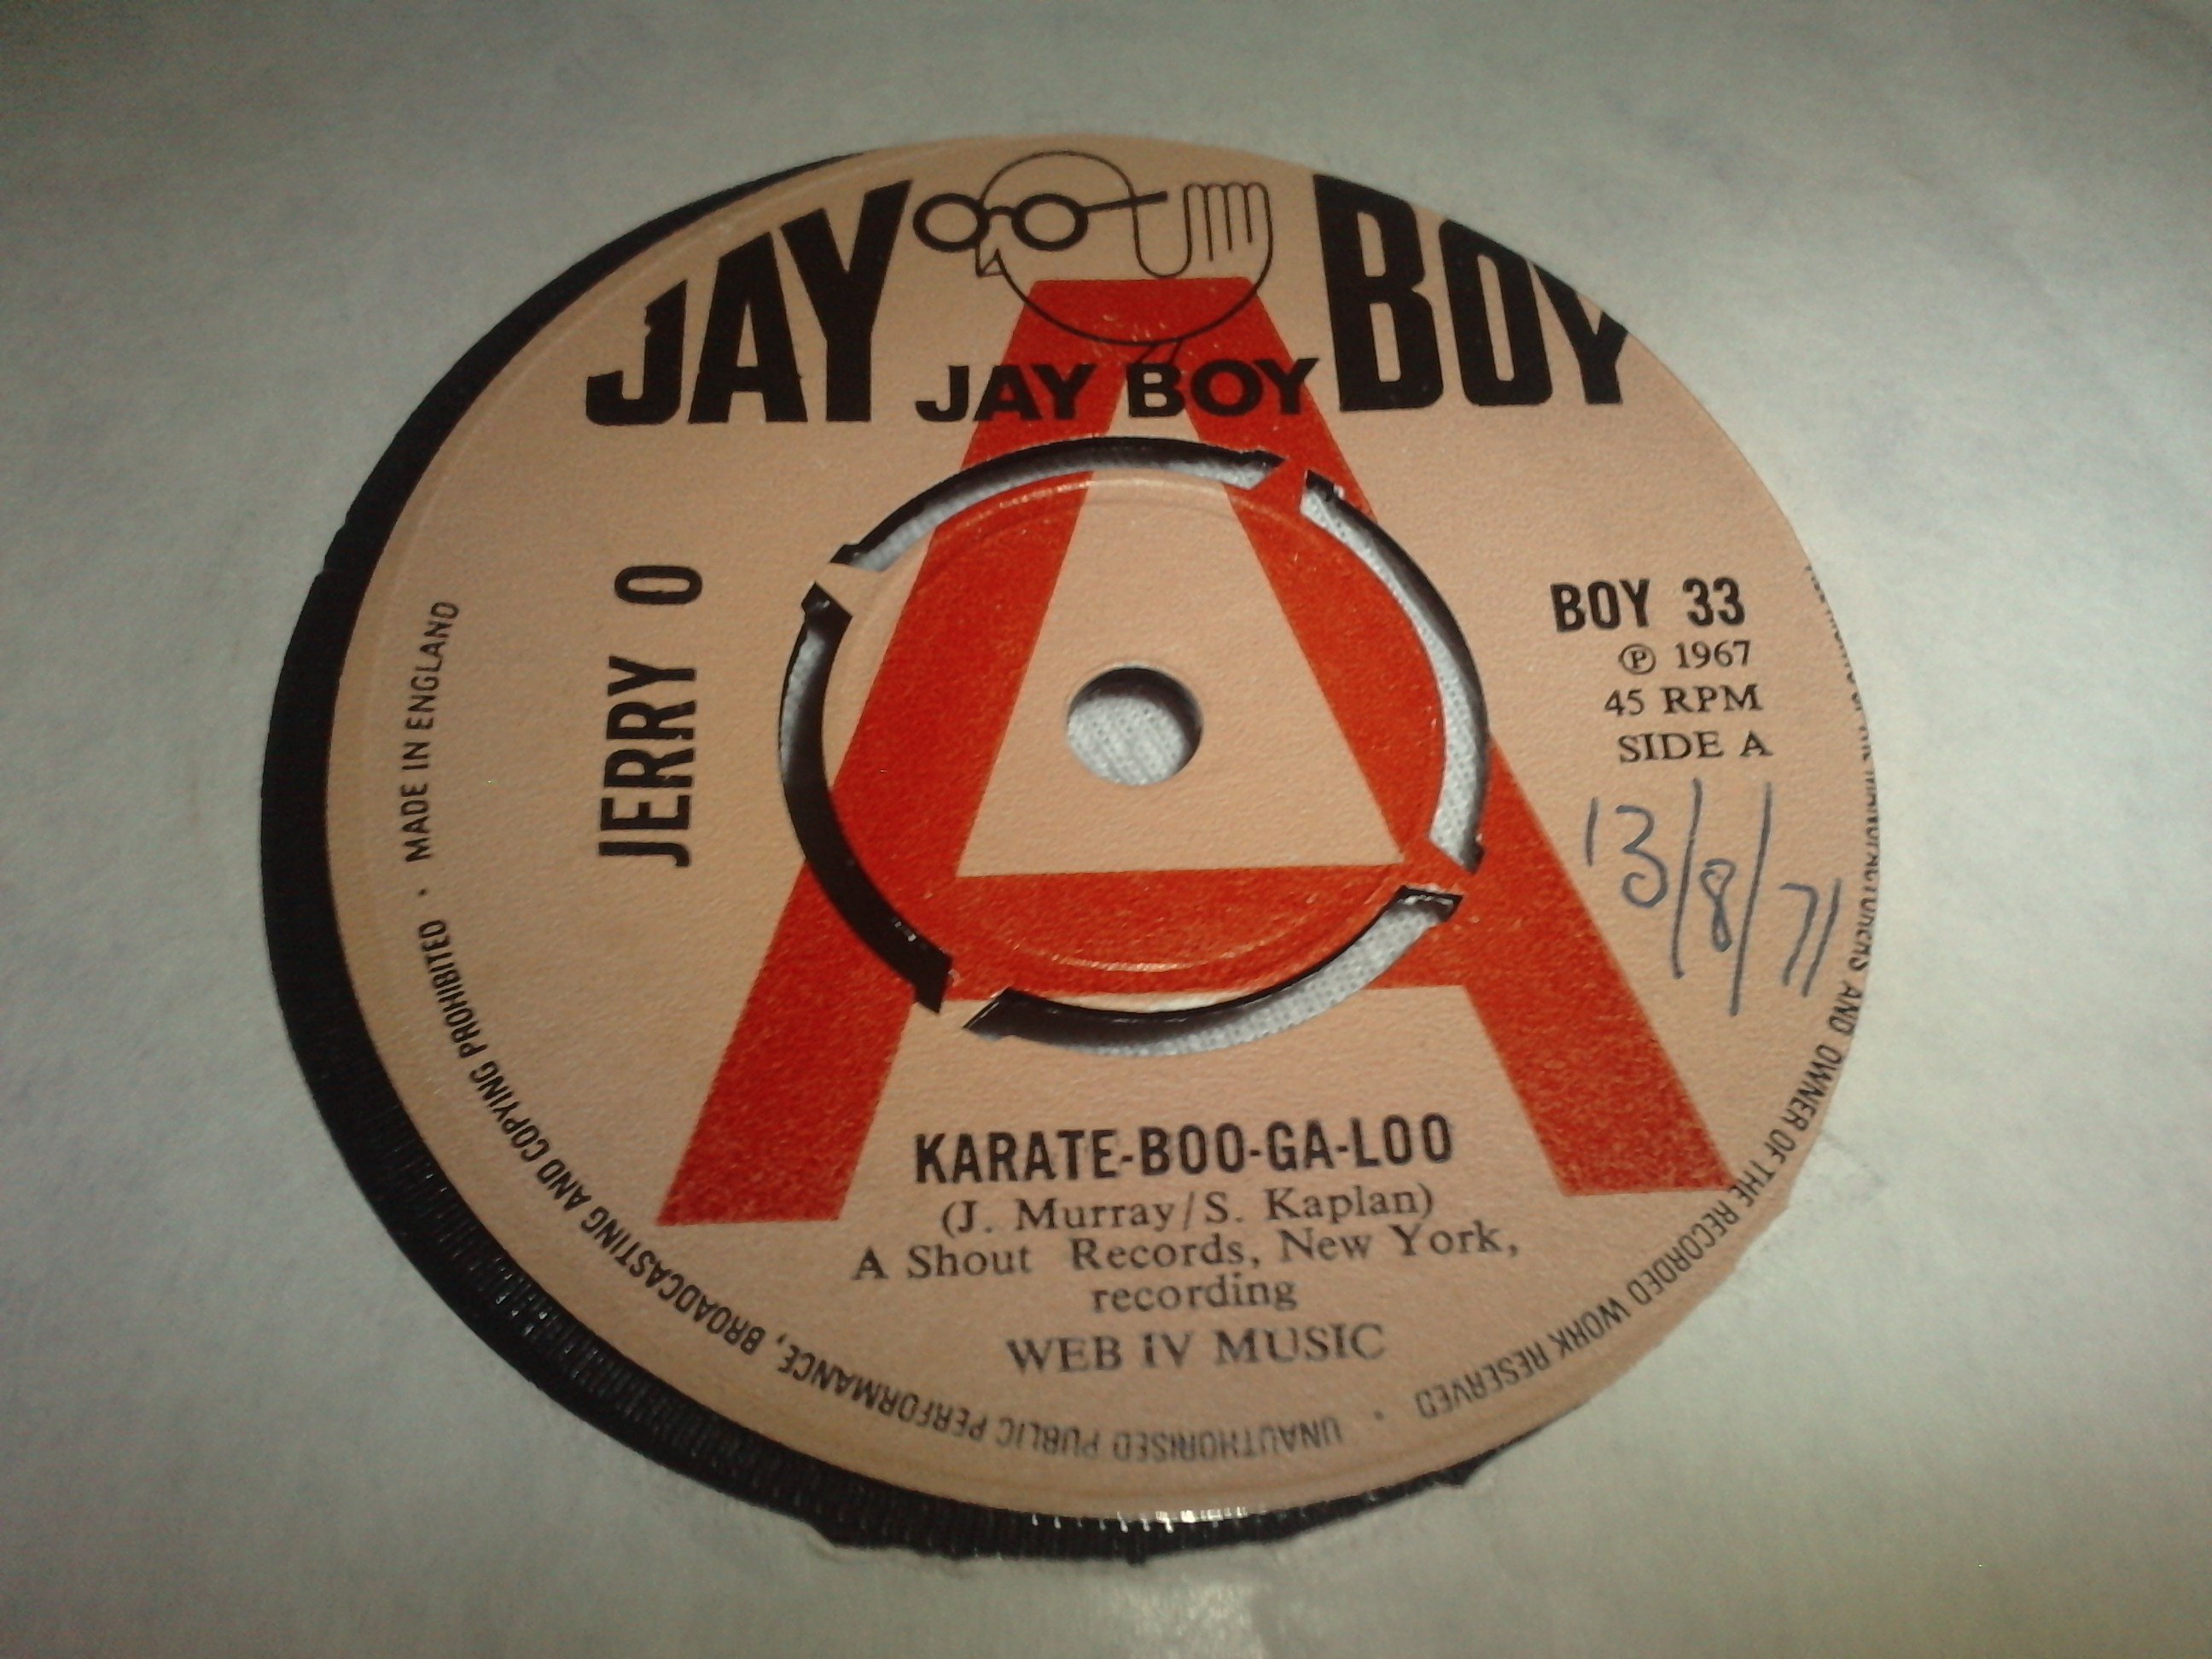 JAY BOY
JAY BOY
JERRY O
BOY 33
℗ 1967
45 RPM
SIDE A
13/8/71
KARATE-BOO-GA-LOO
(J. Murray/S. Kaplan)
A Shout Records, New York,
recording
WEB IV MUSIC
MANUFACTURERS AND OWNER OF THE RECORDED WORK RESERVED • UNAUTHORISED PUBLIC PERFORMANCE, BROADCASTING AND COPYING PROHIBITED • MADE IN ENGLAND